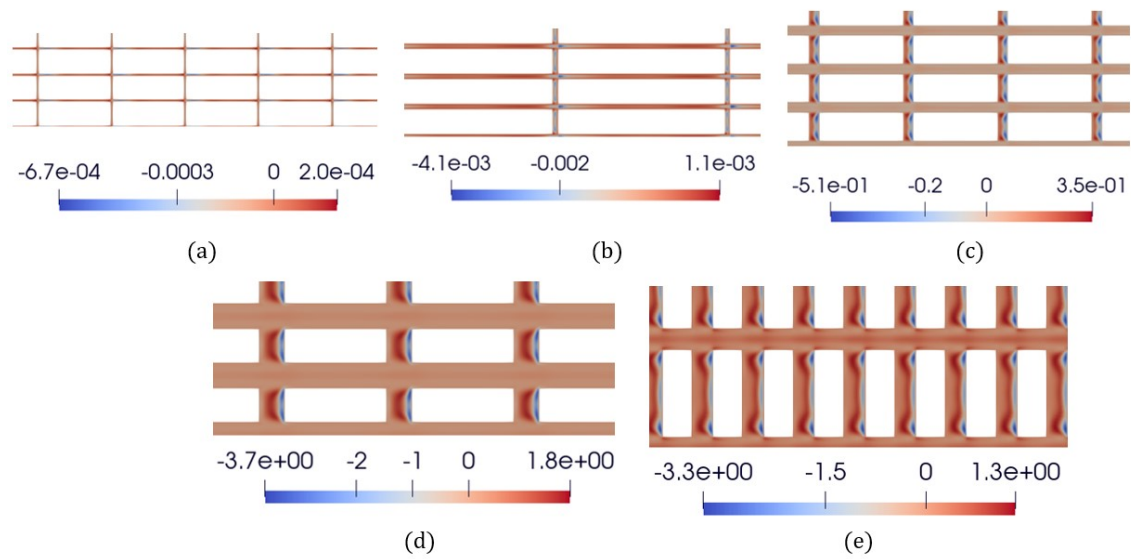 -6.7e-04 -0.0003 0 2.0e-04
(a)
-4.1e-03 -0.002 1.1e-03
(b)
-5.1e-01 -0.2 0 3.5e-01
(c)
-3.7e+00 -2 -1 0 1.8e+00
(d)
-3.3e+00 -1.5 0 1.3e+00
(e)